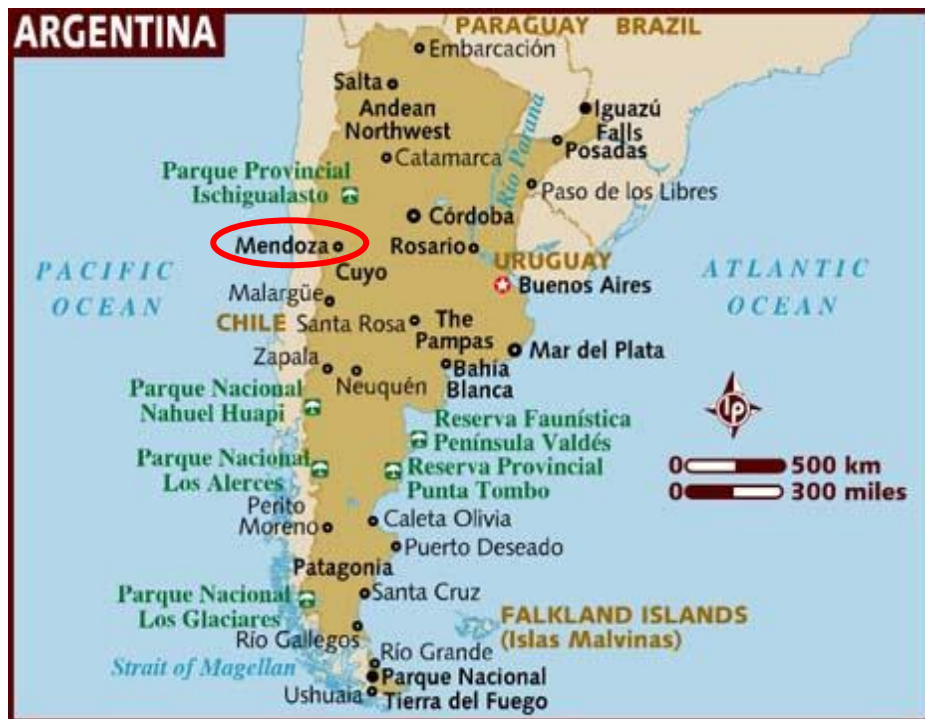 ARGENTINA
PARAGUAY
BRAZIL
Embarcación
Salta
Andean
Northwest
Iguazú
Falls
Posadas
Río Paraná
Catamarca
Parque Provincial
Ischigualasto
Paso de los Libres
Córdoba
Mendoza
Rosario
URUGUAY
PACIFIC
OCEAN
ATLANTIC
OCEAN
Cuyo
Buenos Aires
Malargüe
CHILE
Santa Rosa
The
Pampas
Mar del Plata
Zapala
Neuquén
Bahía
Blanca
Parque Nacional
Nahuel Huapi
Reserva Faunística
Península Valdés
Parque Nacional
Los Alerces
Reserva Provincial
Punta Tombo
lp
0 500 km
0 300 miles
Perito
Moreno
Caleta Olivia
Puerto Deseado
Patagonia
Parque Nacional
Los Glaciares
Santa Cruz
FALKLAND ISLANDS
(Islas Malvinas)
Río Gallegos
Strait of Magellan
Río Grande
Parque Nacional
Tierra del Fuego
Ushuaia